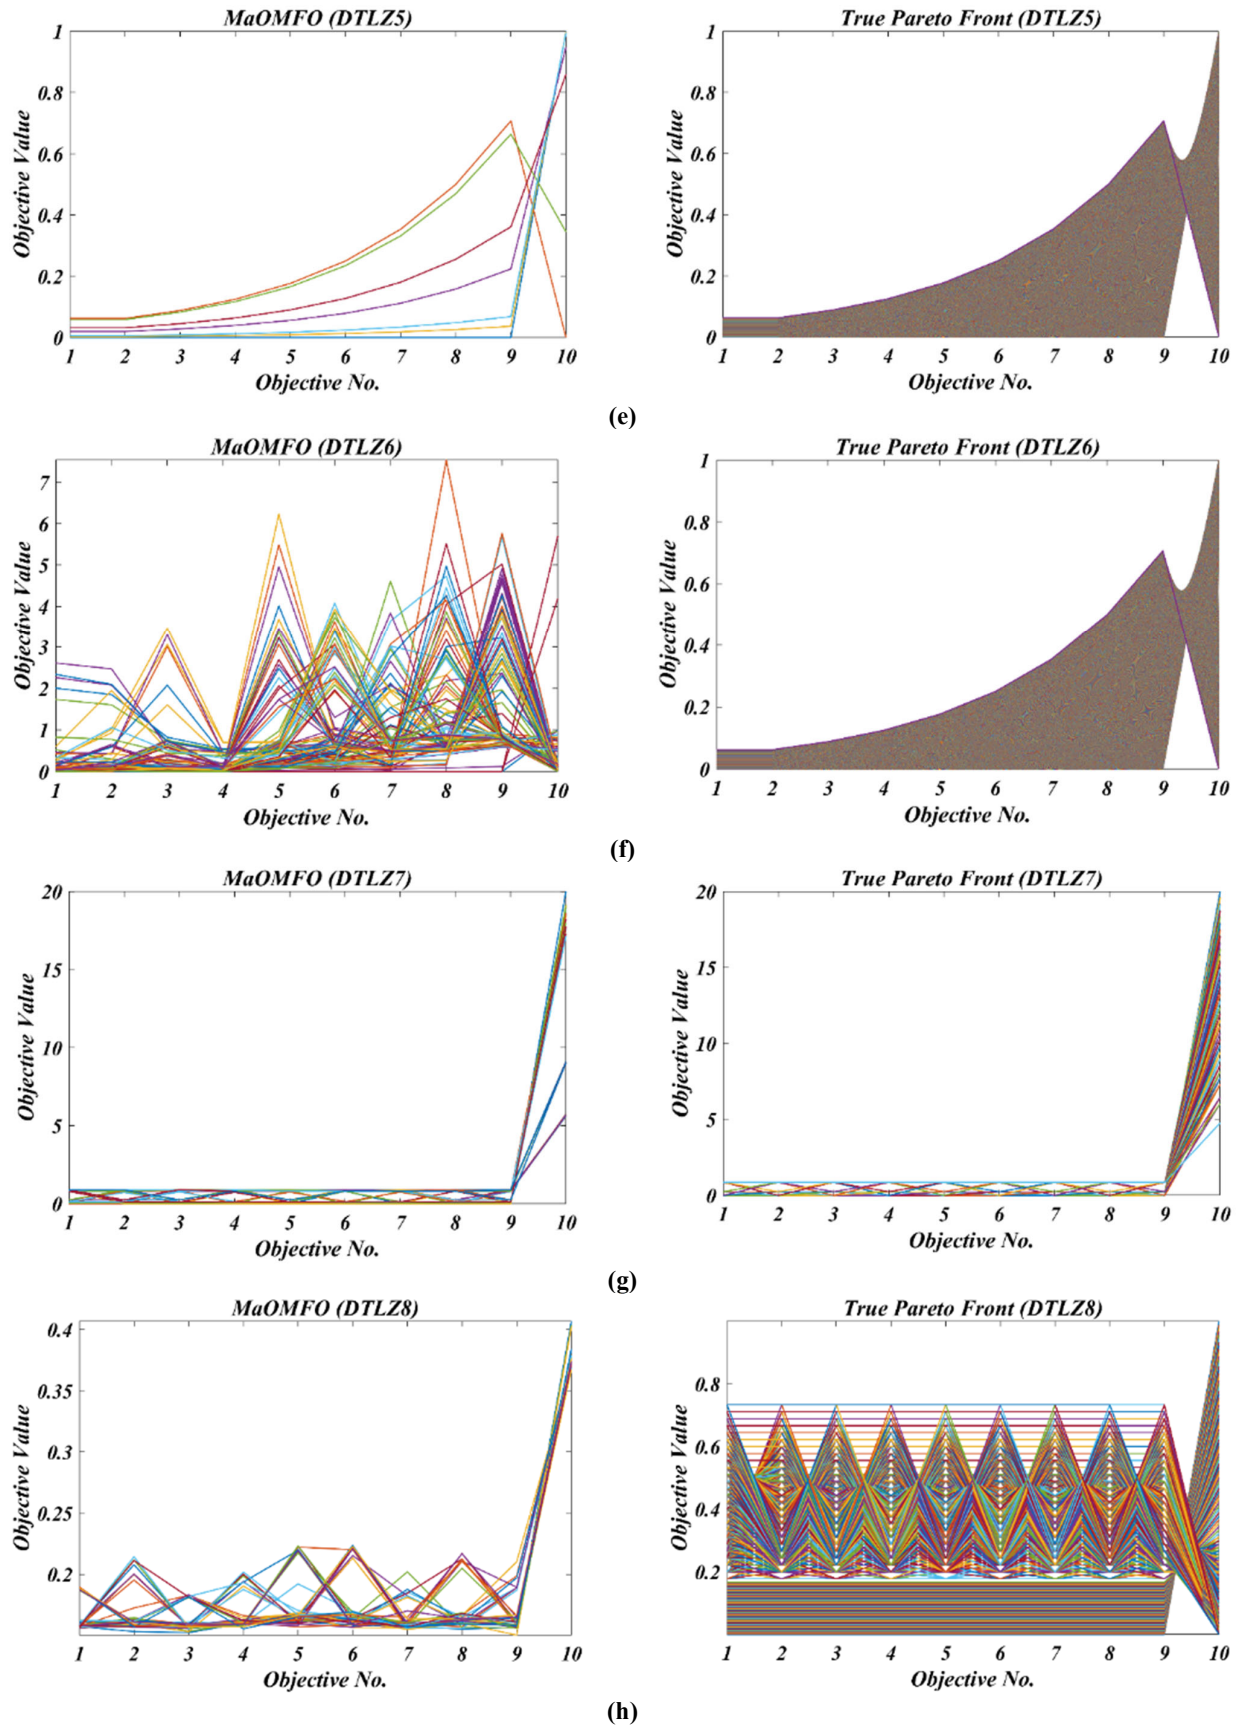 MaOMFO (DTLZ5)
True Pareto Front (DTLZ5)
Objective Value
1
0.8
0.6
0.4
0.2
0
1 2 3 4 5 6 7 8 9 10
Objective No.
Objective Value
1
0.8
0.6
0.4
0.2
0
1 2 3 4 5 6 7 8 9 10
Objective No.
(e)
MaOMFO (DTLZ6)
True Pareto Front (DTLZ6)
Objective Value
7
6
5
4
3
2
1
0
1 2 3 4 5 6 7 8 9 10
Objective No.
Objective Value
1
0.8
0.6
0.4
0.2
0
1 2 3 4 5 6 7 8 9 10
Objective No.
(f)
MaOMFO (DTLZ7)
True Pareto Front (DTLZ7)
Objective Value
20
15
10
5
0
1 2 3 4 5 6 7 8 9 10
Objective No.
Objective Value
20
15
10
5
0
1 2 3 4 5 6 7 8 9 10
Objective No.
(g)
MaOMFO (DTLZ8)
True Pareto Front (DTLZ8)
Objective Value
0.4
0.35
0.3
0.25
0.2
1 2 3 4 5 6 7 8 9 10
Objective No.
Objective Value
0.8
0.6
0.4
0.2
1 2 3 4 5 6 7 8 9 10
Objective No.
(h)